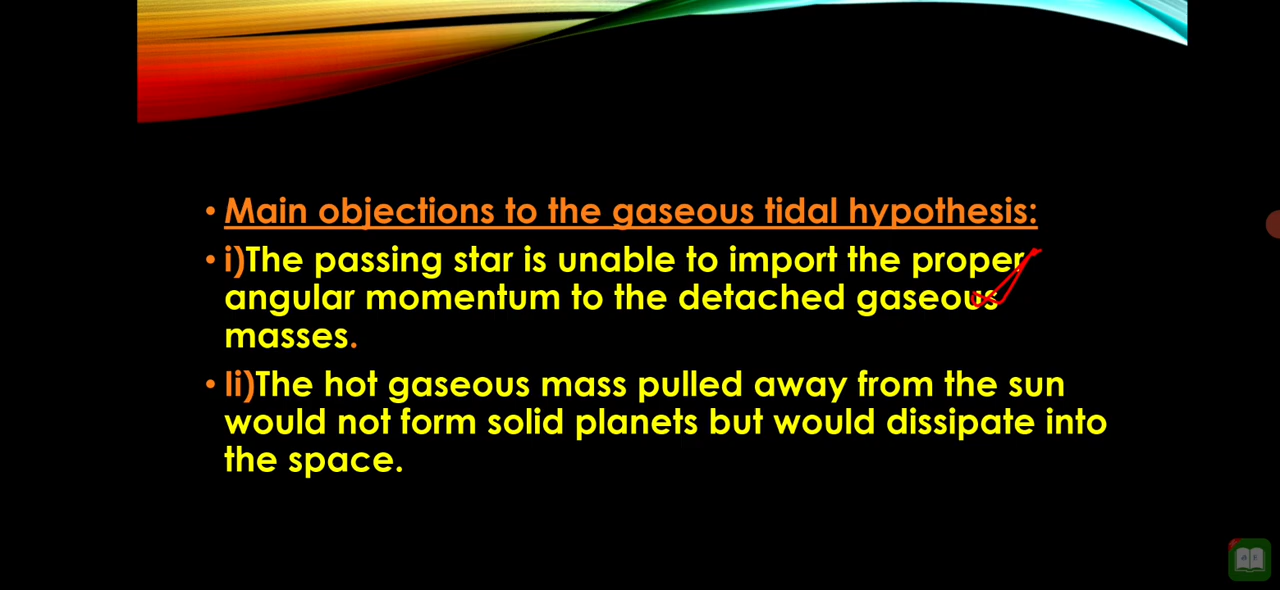 • Main objections to the gaseous tidal hypothesis:
• i)The passing star is unable to import the proper
angular momentum to the detached gaseous
masses.
• Ii)The hot gaseous mass pulled away from the sun
would not form solid planets but would dissipate into
the space.